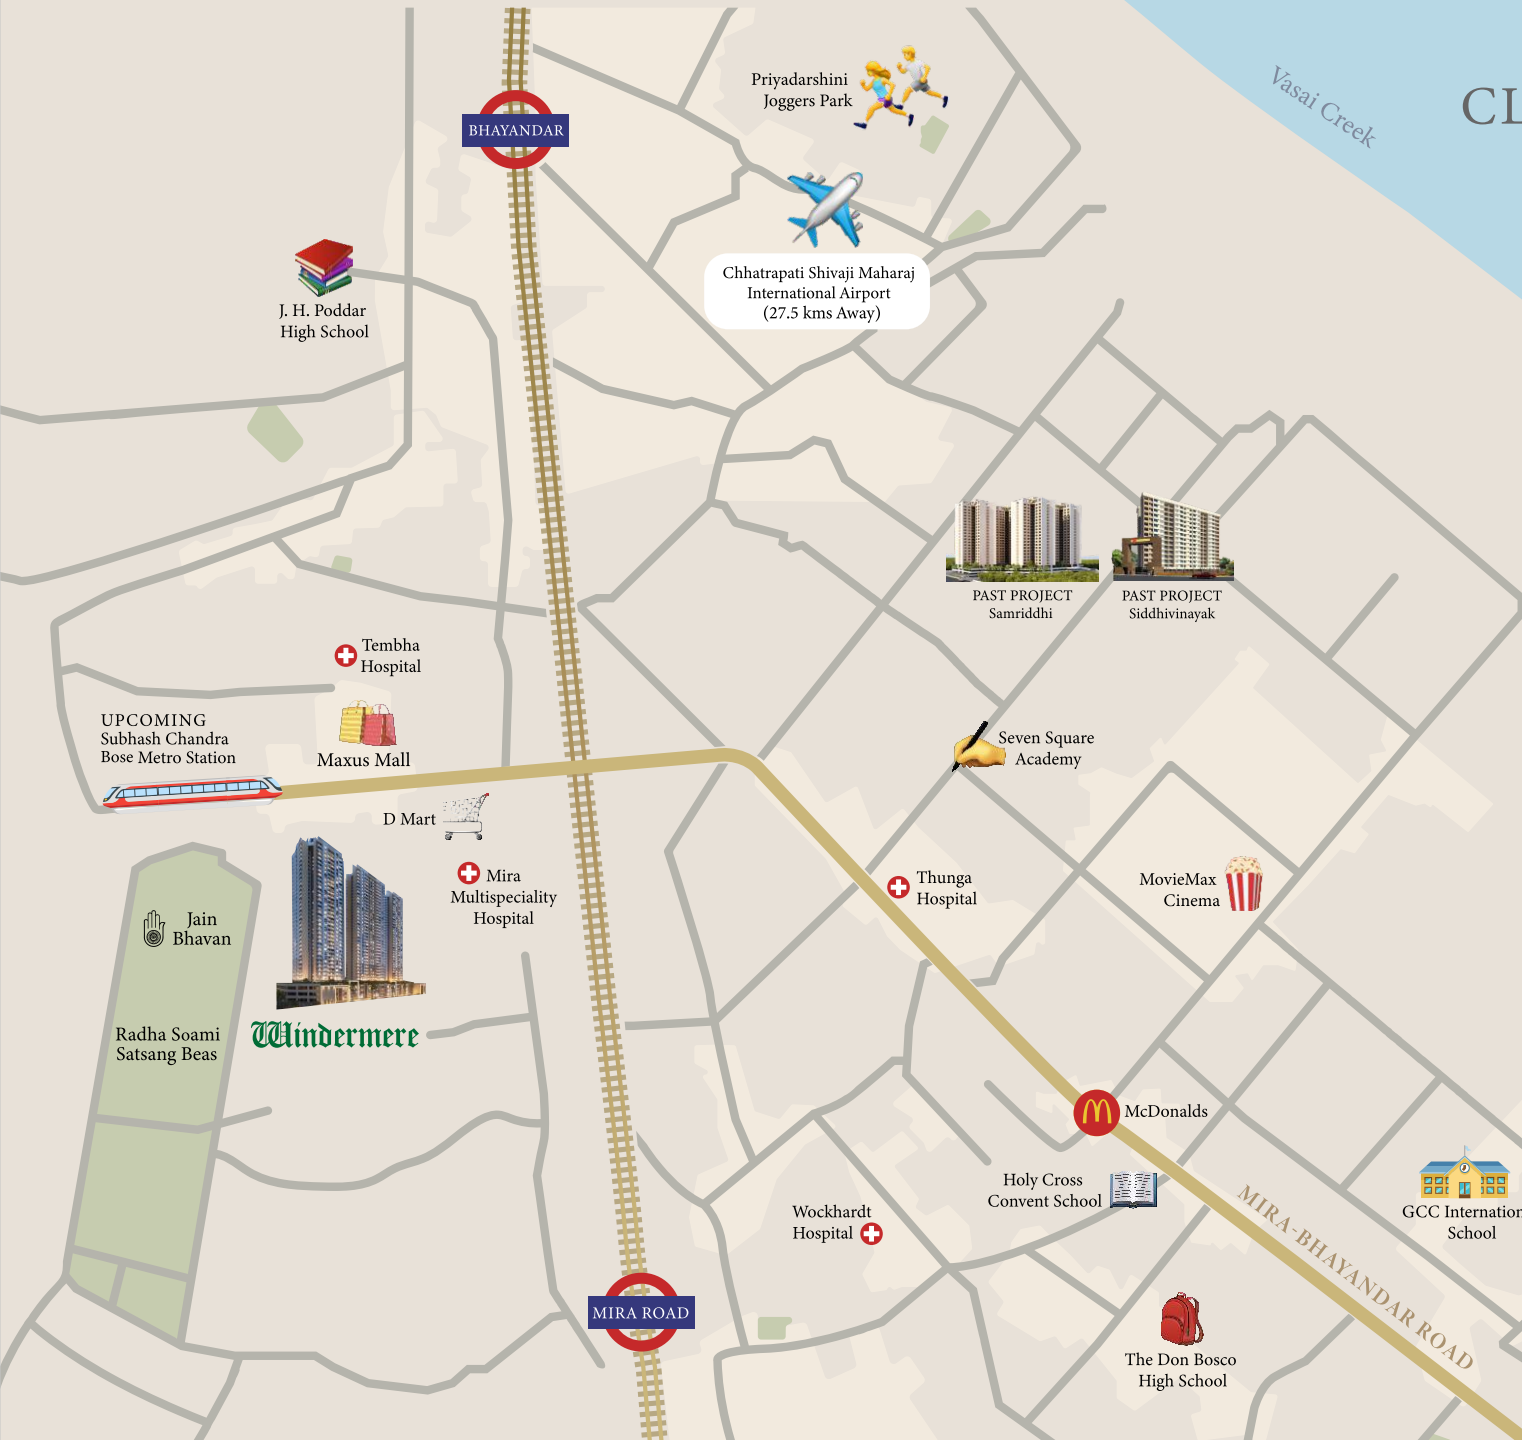 Priyadarshini
Joggers Park
Vasai Creek
CL
BHAYANDAR
Chhatrapati Shivaji Maharaj
International Airport
(27.5 kms Away)
J. H. Poddar
High School
PAST PROJECT
Samriddhi
PAST PROJECT
Siddhivinayak
Tembha
Hospital
UPCOMING
Subhash Chandra
Bose Metro Station
Maxus Mall
Seven Square
Academy
D Mart
Mira
Multispeciality
Hospital
Thunga
Hospital
MovieMax
Cinema
Jain
Bhavan
Radha Soami
Satsang Beas
Windermere
McDonalds
Holy Cross
Convent School
Wockhardt
Hospital
GCC Internation
School
MIRA-BHAYANDAR ROAD
MIRA ROAD
The Don Bosco
High School